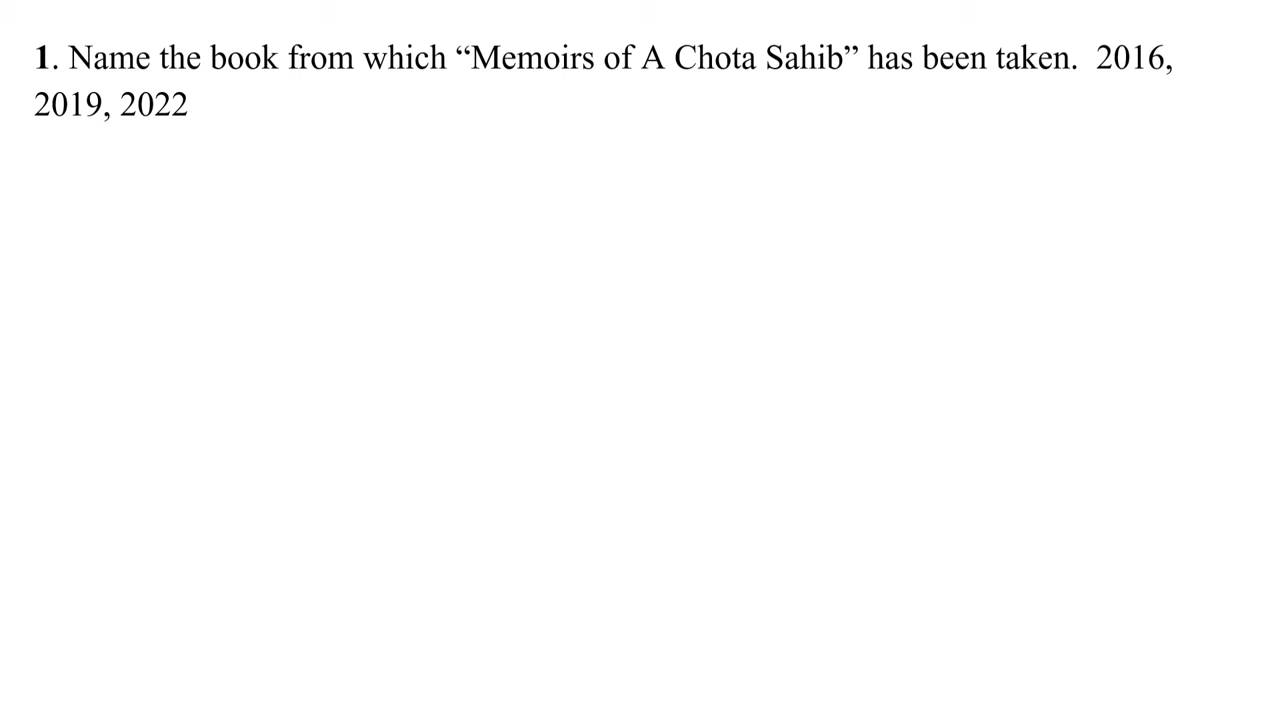 1. Name the book from which “Memoirs of A Chota Sahib” has been taken.  2016,
2019, 2022